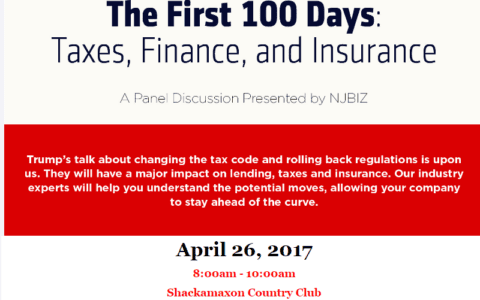 The First 100 Days:
Taxes, Finance, and Insurance
A Panel Discussion Presented by NJBIZ
Trump's talk about changing the tax code and rolling back regulations is upon
us. They will have a major impact on lending, taxes and insurance. Our industry
experts will help you understand the potential moves, allowing your company
to stay ahead of the curve.
April 26, 2017
8:00am - 10:00am
Shackamaxon Country Club